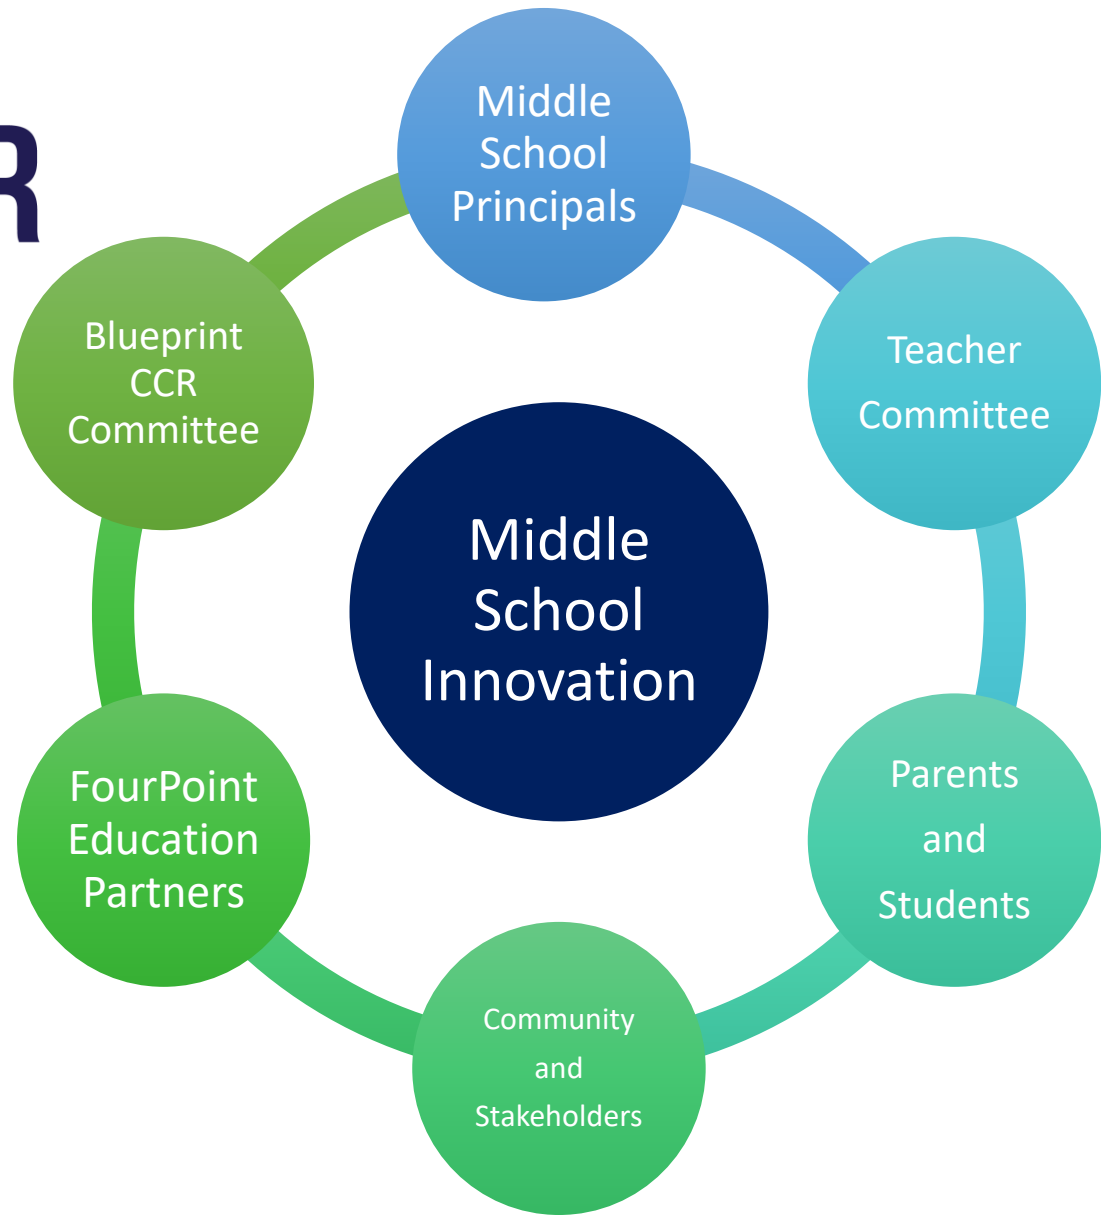 R
Middle
School
Principals
Teacher
Committee
Parents
and
Students
Community
and
Stakeholders
FourPoint
Education
Partners
Blueprint
CCR
Committee
Middle
School
Innovation